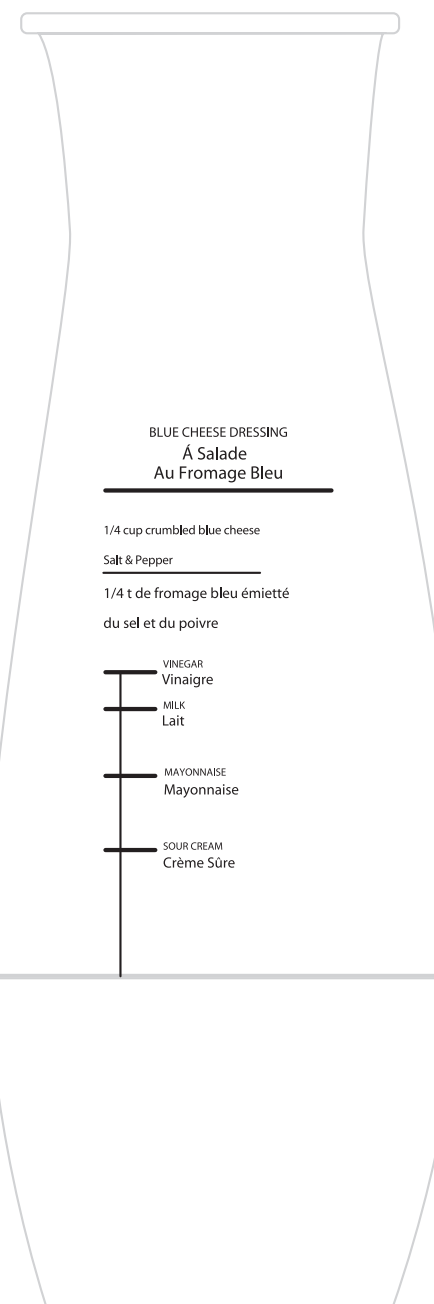 BLUE CHEESE DRESSING
Á Salade
Au Fromage Bleu
1/4 cup crumbled blue cheese
Salt & Pepper
1/4 t de fromage bleu émietté
du sel et du poivre
VINEGAR
Vinaigre
MILK
Lait
MAYONNAISE
Mayonnaise
SOUR CREAM
Crème Sûre